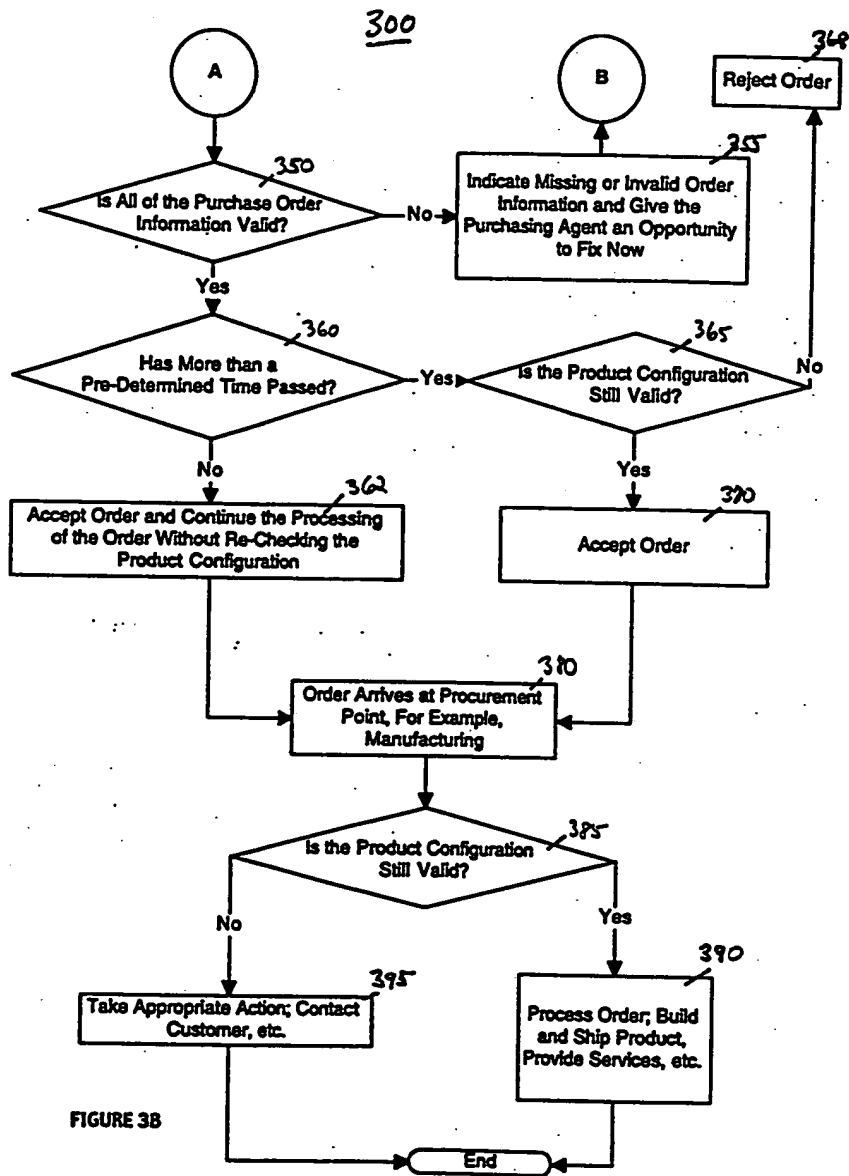 300
A
B
368
Reject Order
350
Is All of the Purchase Order
Information Valid?
No
355
Indicate Missing or Invalid Order
Information and Give the
Purchasing Agent an Opportunity
to Fix Now
Yes
360
Has More than a
Pre-Determined Time Passed?
Yes
365
Is the Product Configuration
Still Valid?
No
No
Yes
362
Accept Order and Continue the Processing
of the Order Without Re-Checking the
Product Configuration
370
Accept Order
380
Order Arrives at Procurement
Point, For Example,
Manufacturing
385
Is the Product Configuration
Still Valid?
No
Yes
395
Take Appropriate Action; Contact
Customer, etc.
390
Process Order; Build
and Ship Product,
Provide Services, etc.
FIGURE 3B
End